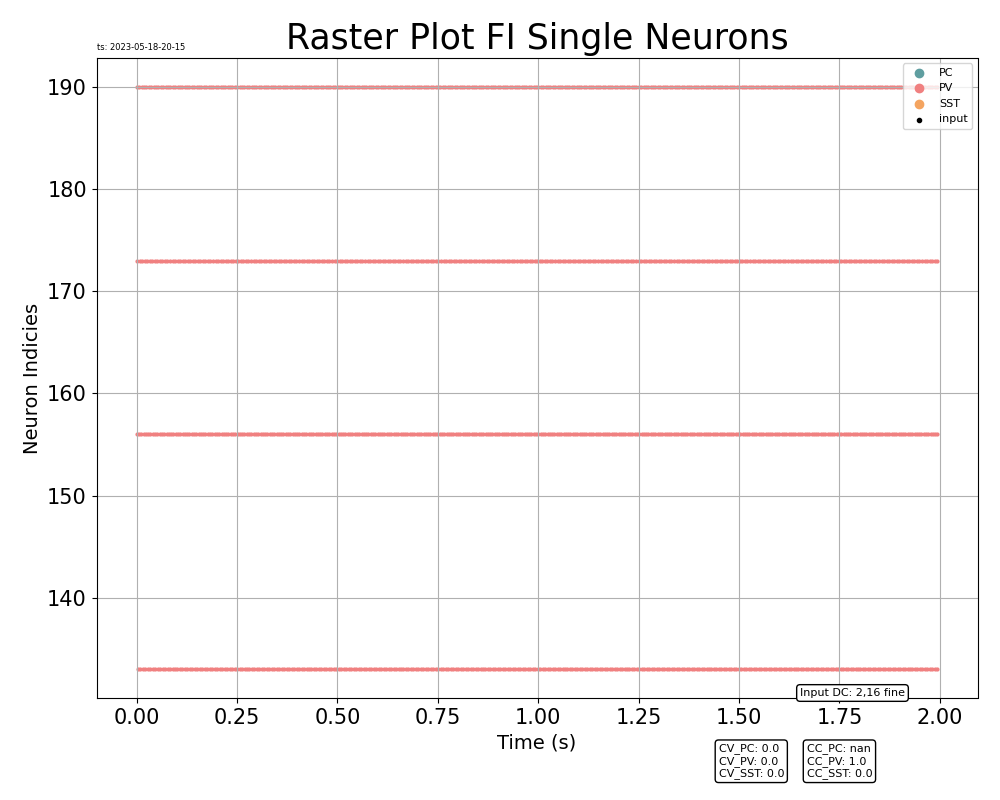 Raster Plot FI Single Neurons
ts: 2023-05-18-20-15
PC
PV
SST
input
190
180
170
160
150
140
Neuron Indicies
Input DC: 2,16 fine
0.00 0.25 0.50 0.75 1.00 1.25 1.50 1.75 2.00
Time (s)
CV_PC: 0.0
CV_PV: 0.0
CV_SST: 0.0
CC_PC: nan
CC_PV: 1.0
CC_SST: 0.0